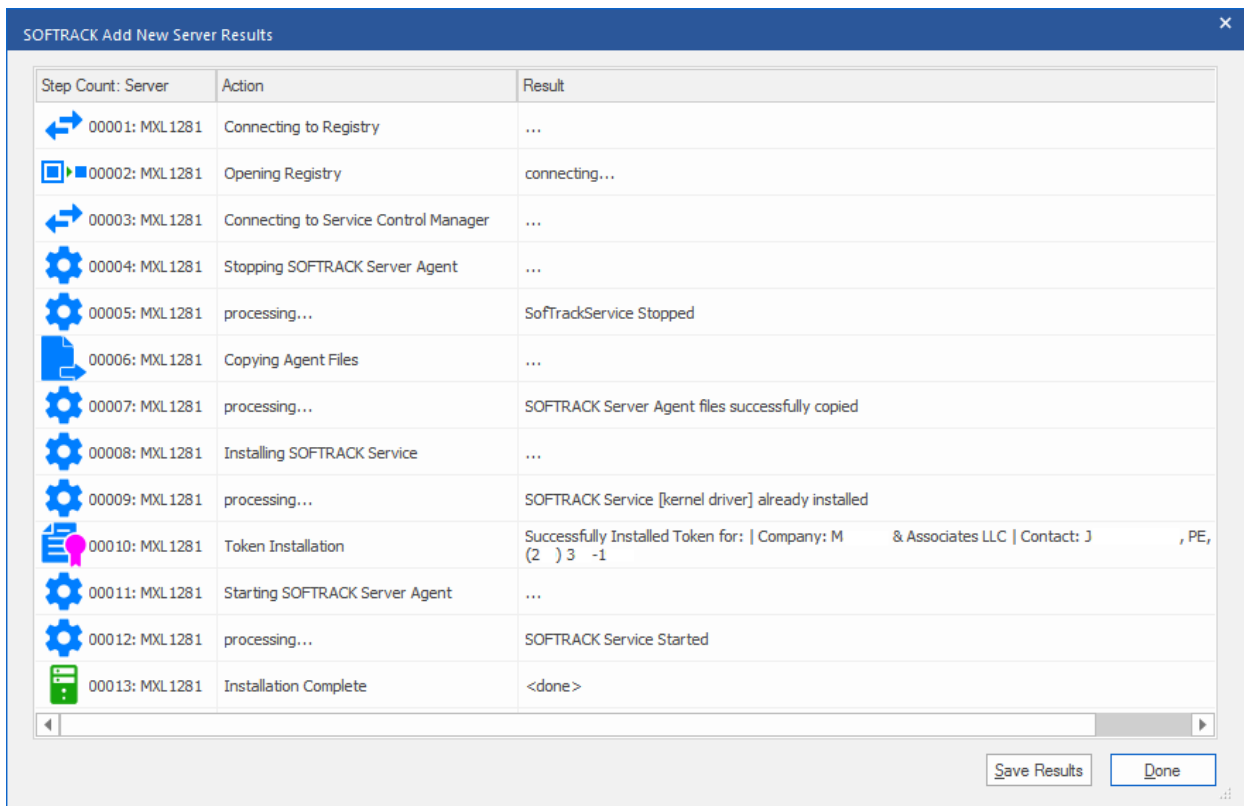 SOFTRACK Add New Server Results
Step Count: Server Action Result
00001: MXL1281 Connecting to Registry ...
00002: MXL1281 Opening Registry connecting...
00003: MXL1281 Connecting to Service Control Manager ...
00004: MXL1281 Stopping SOFTRACK Server Agent ...
00005: MXL1281 processing... SofTrackService Stopped
00006: MXL1281 Copying Agent Files ...
00007: MXL1281 processing... SOFTRACK Server Agent files successfully copied
00008: MXL1281 Installing SOFTRACK Service ...
00009: MXL1281 processing... SOFTRACK Service [kernel driver] already installed
00010: MXL1281 Token Installation Successfully Installed Token for: | Company: M & Associates LLC | Contact: J , PE,
(2 ) 3 -1
00011: MXL1281 Starting SOFTRACK Server Agent ...
00012: MXL1281 processing... SOFTRACK Service Started
00013: MXL1281 Installation Complete <done>
Save Results Done